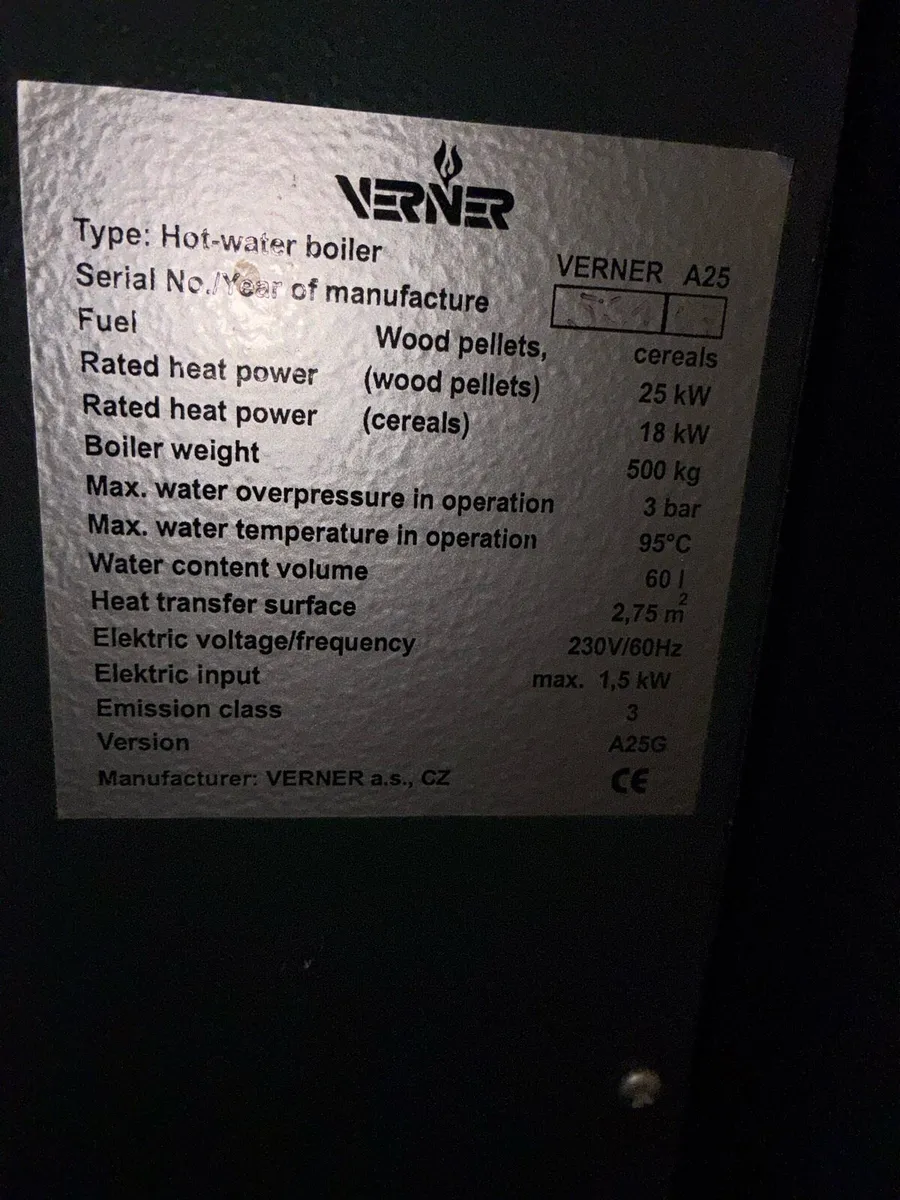 VERNER
Type: Hot-water boiler VERNER A25
Serial No./Year of manufacture
Fuel Wood pellets, cereals
Rated heat power (wood pellets) 25 kW
Rated heat power (cereals) 18 kW
Boiler weight 500 kg
Max. water overpressure in operation 3 bar
Max. water temperature in operation 95°C
Water content volume 60 l
Heat transfer surface 2,75 m²
Elektric voltage/frequency 230V/60Hz
Elektric input max. 1,5 kW
Emission class 3
Version A25G
Manufacturer: VERNER a.s., CZ CE